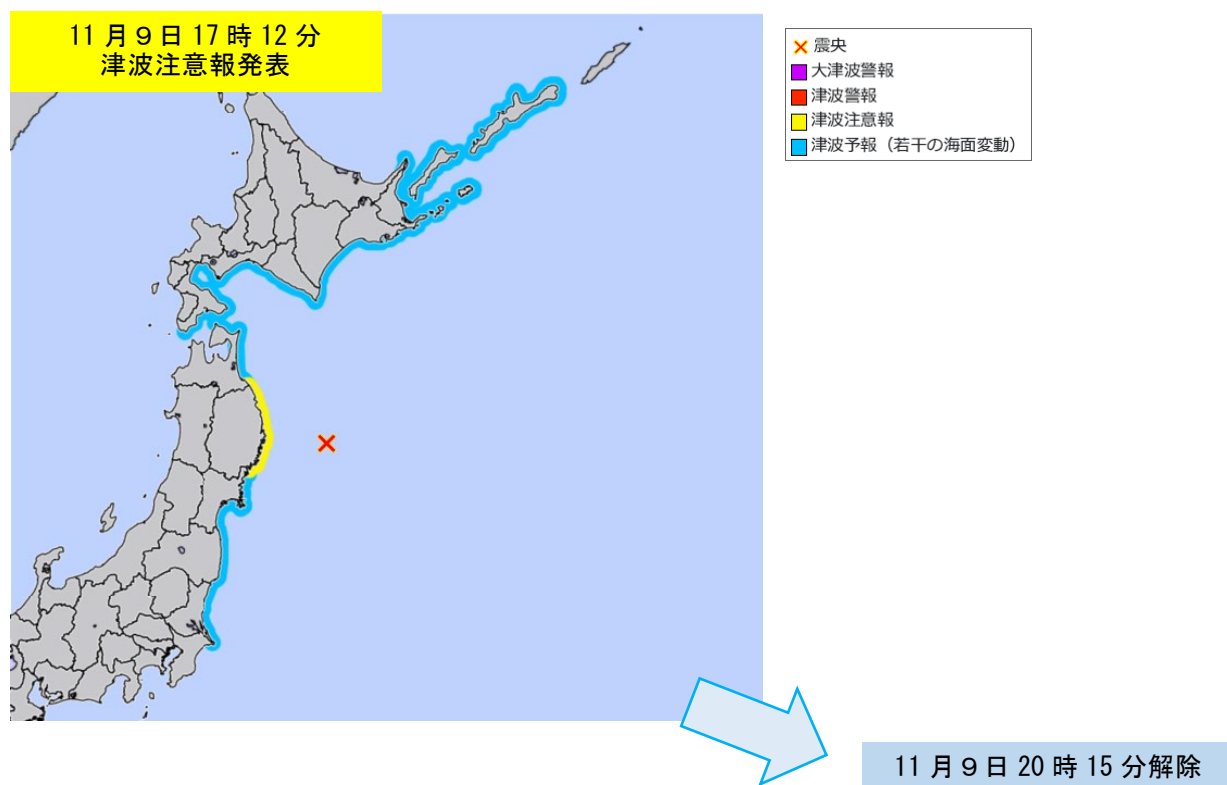 11月９日17時12分
津波注意報発表
震央
大津波警報
津波警報
津波注意報
津波予報（若干の海面変動）
11月９日20時15分解除